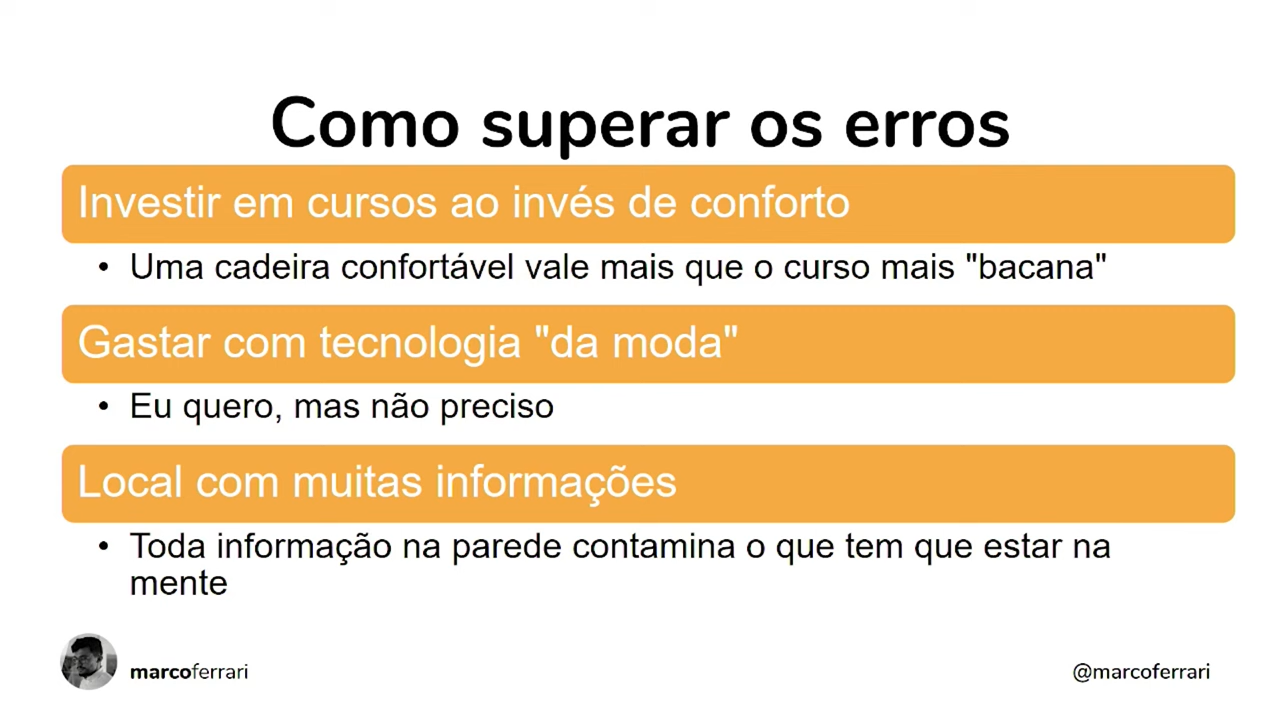 Como superar os erros
Investir em cursos ao invés de conforto
• Uma cadeira confortável vale mais que o curso mais "bacana"
Gastar com tecnologia "da moda"
• Eu quero, mas não preciso
Local com muitas informações
• Toda informação na parede contamina o que tem que estar na
mente
marcoferrari
@marcoferrari